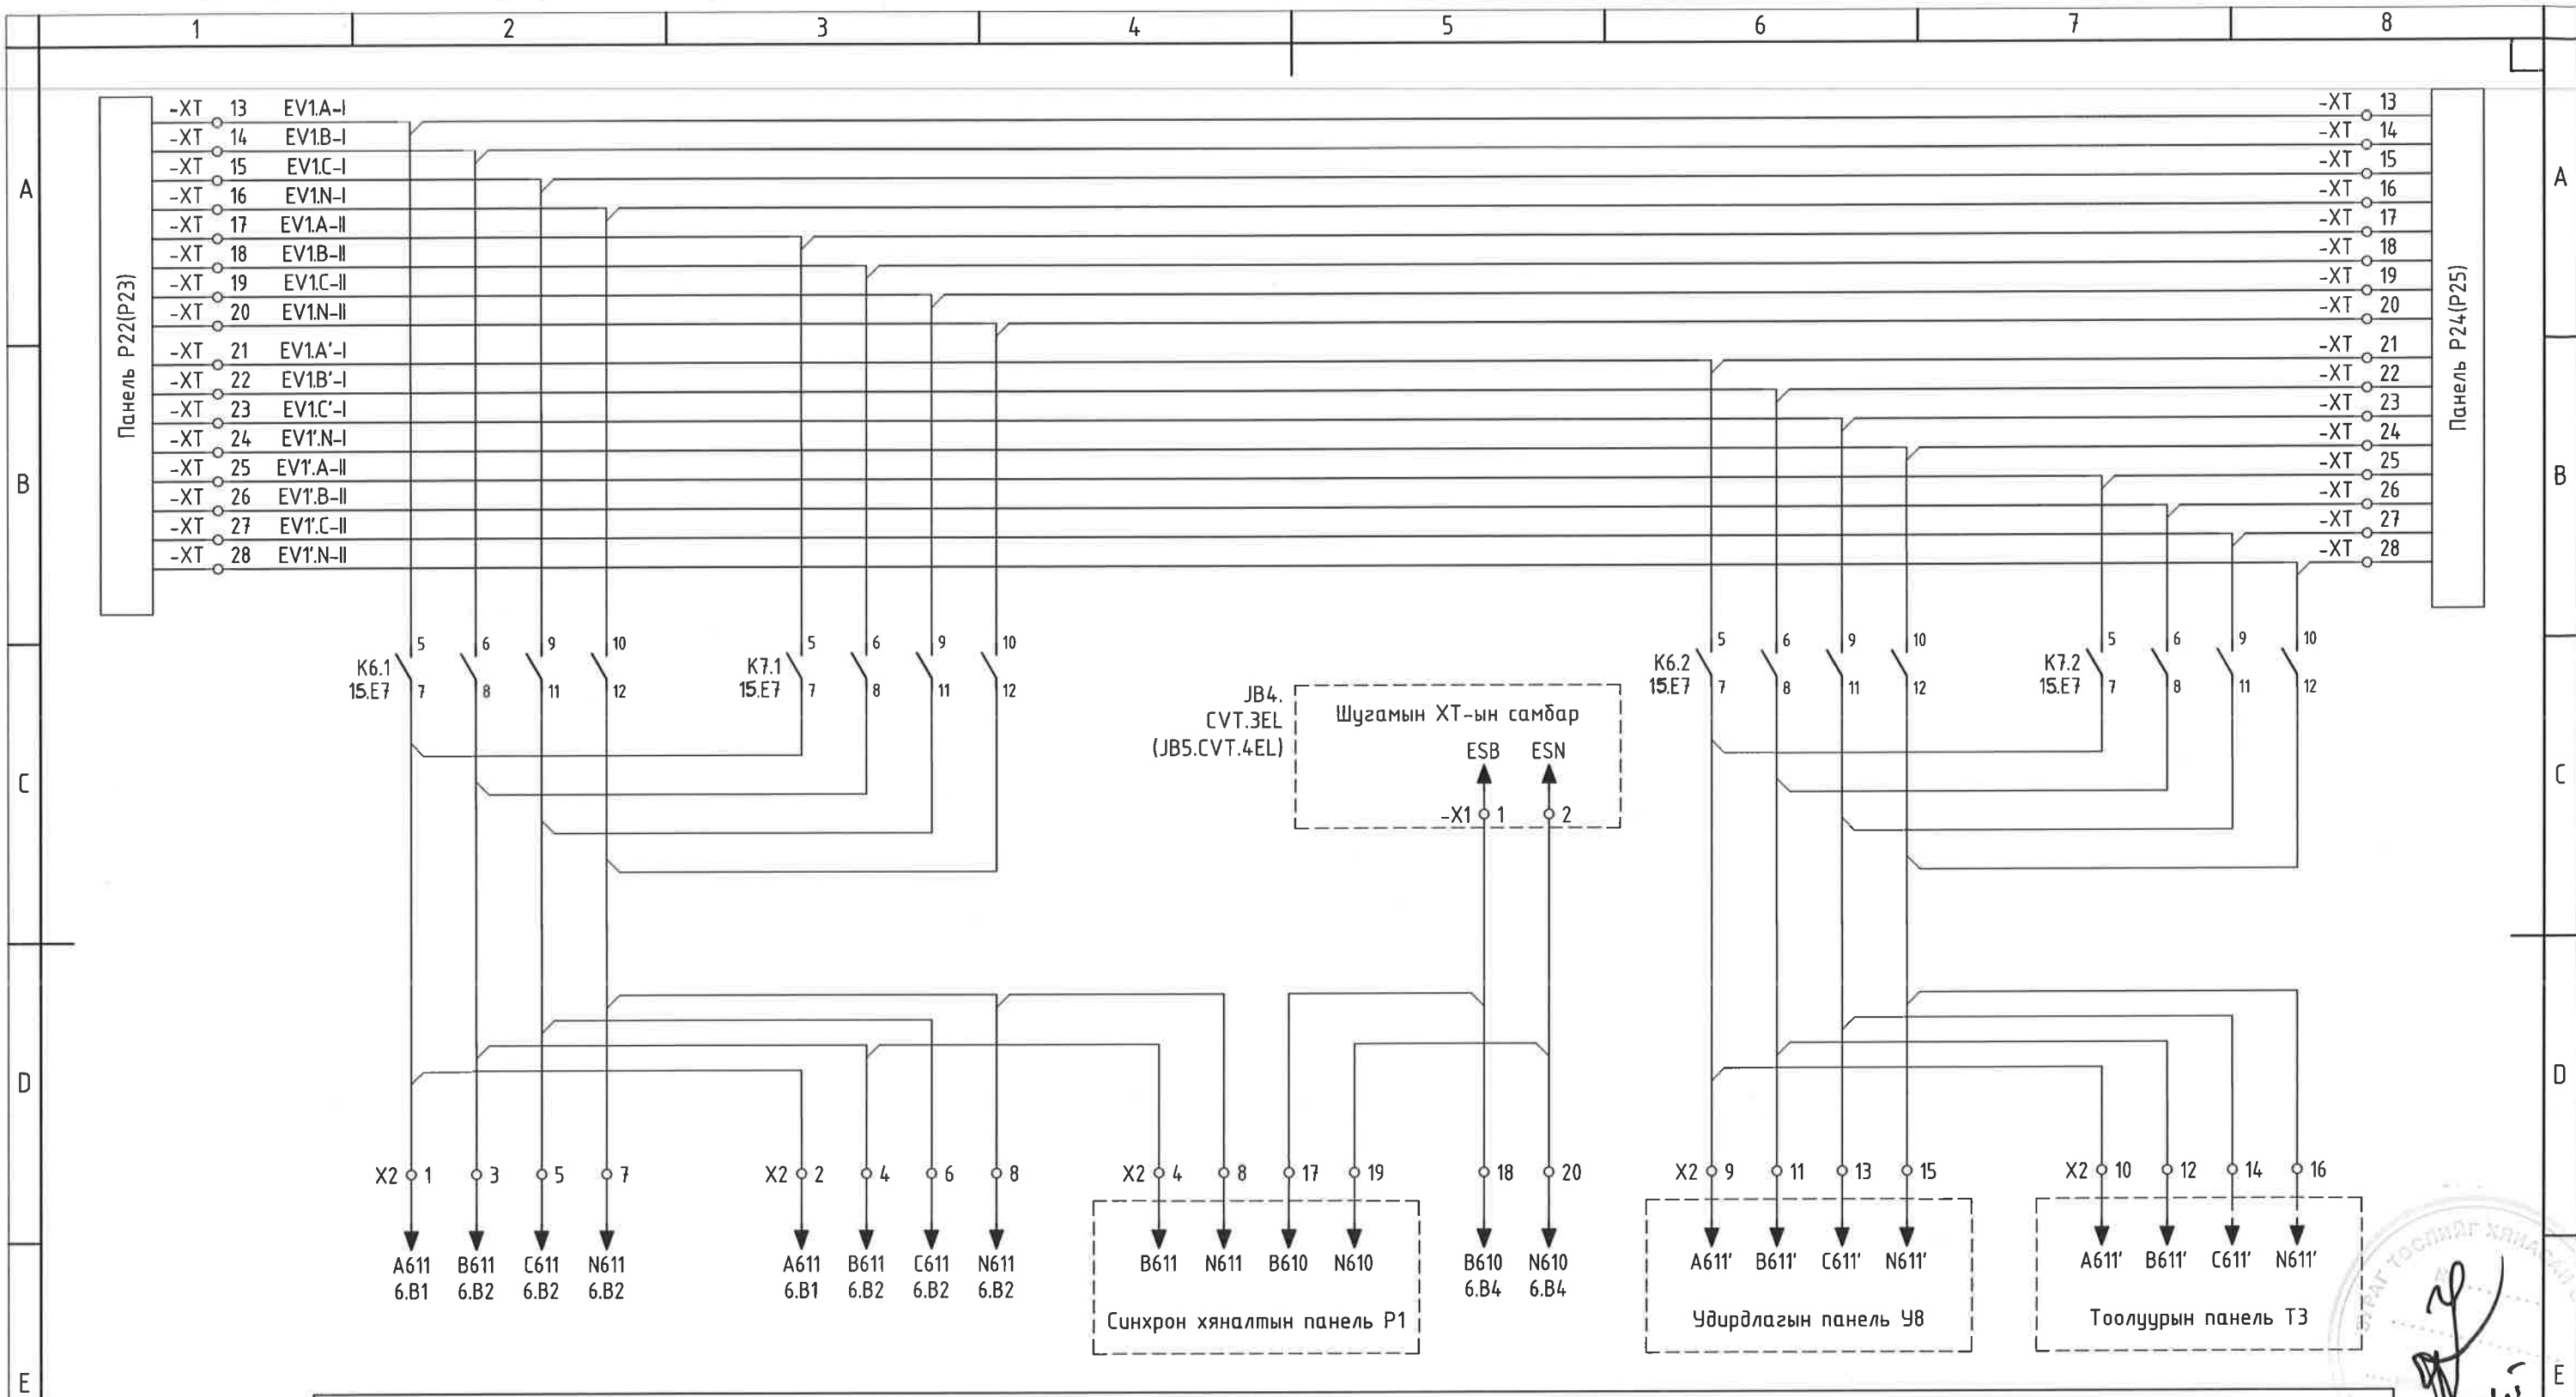 1 2 3 4 5 6 7 8
A A
B B
C C
D D
E E
Панель P22(P23)
-XT 13 EV1.A-I
-XT 14 EV1.B-I
-XT 15 EV1.C-I
-XT 16 EV1.N-I
-XT 17 EV1.A-II
-XT 18 EV1.B-II
-XT 19 EV1.C-II
-XT 20 EV1.N-II
-XT 21 EV1.A'-I
-XT 22 EV1.B'-I
-XT 23 EV1.C'-I
-XT 24 EV1'.N-I
-XT 25 EV1'.A-II
-XT 26 EV1'.B-II
-XT 27 EV1'.C-II
-XT 28 EV1'.N-II
-XT 13
-XT 14
-XT 15
-XT 16
-XT 17
-XT 18
-XT 19
-XT 20
-XT 21
-XT 22
-XT 23
-XT 24
-XT 25
-XT 26
-XT 27
-XT 28
Панель P24(P25)
5 6 9 10
K6.1
15.E7 7 8 11 12
5 6 9 10
K7.1
15.E7 7 8 11 12
JB4.
CVT.3EL
(JB5.CVT.4EL)
Шугамын ХТ-ын самбар
ESB ESN
-X1 1 2
5 6 9 10
K6.2
15.E7 7 8 11 12
5 6 9 10
K7.2
15.E7 7 8 11 12
X2 1 3 5 7
A611 B611 C611 N611
6.B1 6.B2 6.B2 6.B2
X2 2 4 6 8
A611 B611 C611 N611
6.B1 6.B2 6.B2 6.B2
X2 4 8 17 19
B611 N611 B610 N610
Синхрон хяналтын панель P1
18 20
B610 N610
6.B4 6.B4
X2 9 11 13 15
A611' B611' C611' N611'
Удирдлагын панель У8
X2 10 12 14 16
A611' B611' C611' N611'
Тоолуурын панель Т3